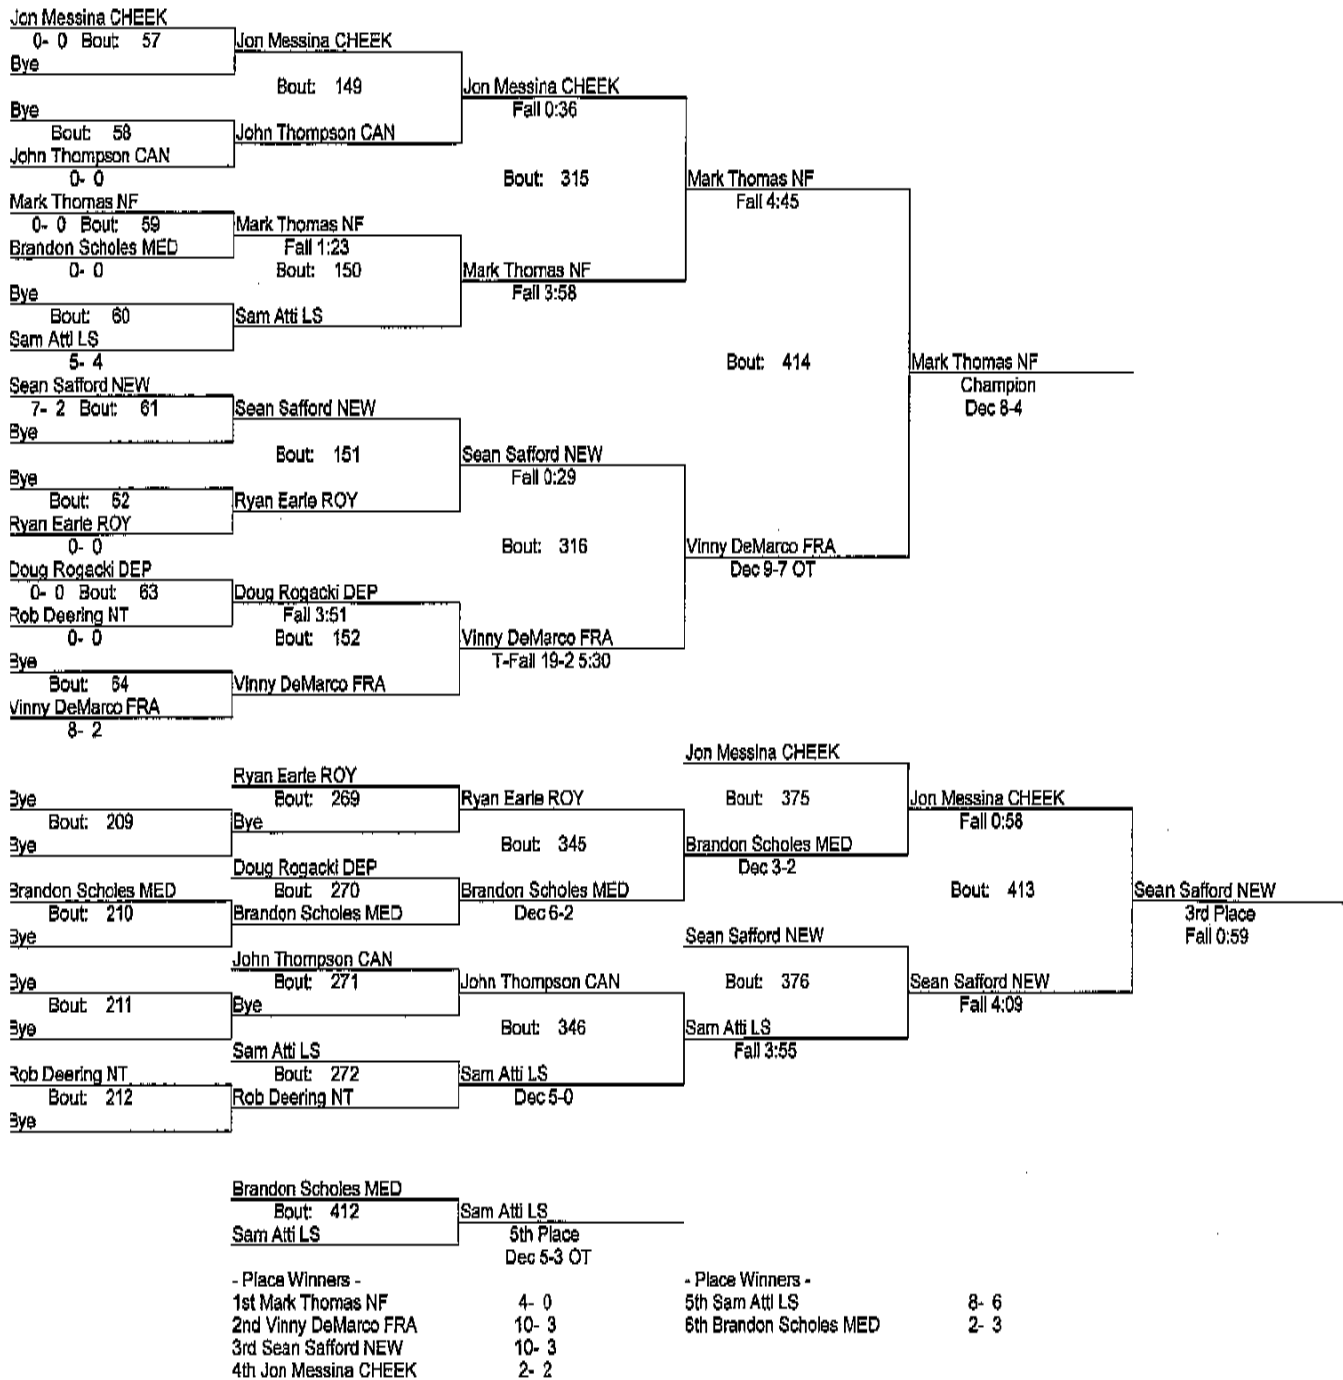 Jon Messina CHEEK
0- 0 Bout: 57
Bye
Jon Messina CHEEK
Bout: 149
Bye
Bout: 58
John Thompson CAN
0- 0
John Thompson CAN
Jon Messina CHEEK
Fall 0:36
Bout: 315
Mark Thomas NF
0- 0 Bout: 59
Brandon Scholes MED
0- 0
Mark Thomas NF
Fall 1:23
Bout: 150
Bye
Bout: 60
Sam Atti LS
5- 4
Sam Atti LS
Mark Thomas NF
Fall 3:58
Mark Thomas NF
Fall 4:45
Bout: 414
Sean Safford NEW
7- 2 Bout: 61
Bye
Sean Safford NEW
Bout: 151
Bye
Bout: 62
Ryan Earle ROY
0- 0
Ryan Earle ROY
Sean Safford NEW
Fall 0:29
Bout: 316
Doug Rogacki DEP
0- 0 Bout: 63
Rob Deering NT
0- 0
Doug Rogacki DEP
Fall 3:51
Bout: 152
Bye
Bout: 64
Vinny DeMarco FRA
8- 2
Vinny DeMarco FRA
Vinny DeMarco FRA
T-Fall 19-2 5:30
Vinny DeMarco FRA
Dec 9-7 OT
Mark Thomas NF
Champion
Dec 8-4
Bye
Bout: 209
Bye
Ryan Earle ROY
Bout: 269
Bye
Ryan Earle ROY
Bout: 345
Brandon Scholes MED
Bout: 210
Bye
Doug Rogacki DEP
Bout: 270
Brandon Scholes MED
Brandon Scholes MED
Dec 6-2
Jon Messina CHEEK
Bout: 375
Brandon Scholes MED
Dec 3-2
Jon Messina CHEEK
Fall 0:58
Bout: 413
Bye
Bout: 211
Bye
John Thompson CAN
Bout: 271
Bye
John Thompson CAN
Bout: 346
Rob Deering NT
Bout: 212
Bye
Sam Atti LS
Bout: 272
Rob Deering NT
Sam Atti LS
Dec 5-0
Sean Safford NEW
Bout: 376
Sam Atti LS
Fall 3:55
Sean Safford NEW
Fall 4:09
Sean Safford NEW
3rd Place
Fall 0:59
Brandon Scholes MED
Bout: 412
Sam Atti LS
Sam Atti LS
5th Place
Dec 5-3 OT
- Place Winners -
1st Mark Thomas NF 4- 0
2nd Vinny DeMarco FRA 10- 3
3rd Sean Safford NEW 10- 3
4th Jon Messina CHEEK 2- 2
- Place Winners -
5th Sam Atti LS 8- 6
6th Brandon Scholes MED 2- 3